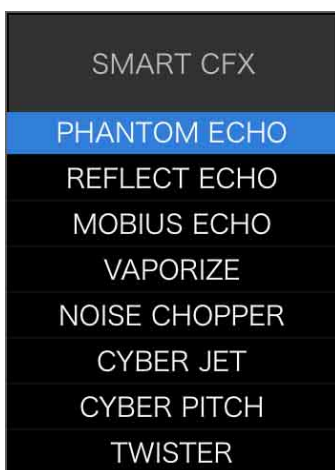 SMART CFX
PHANTOM ECHO
REFLECT ECHO
MOBIUS ECHO
VAPORIZE
NOISE CHOPPER
CYBER JET
CYBER PITCH
TWISTER